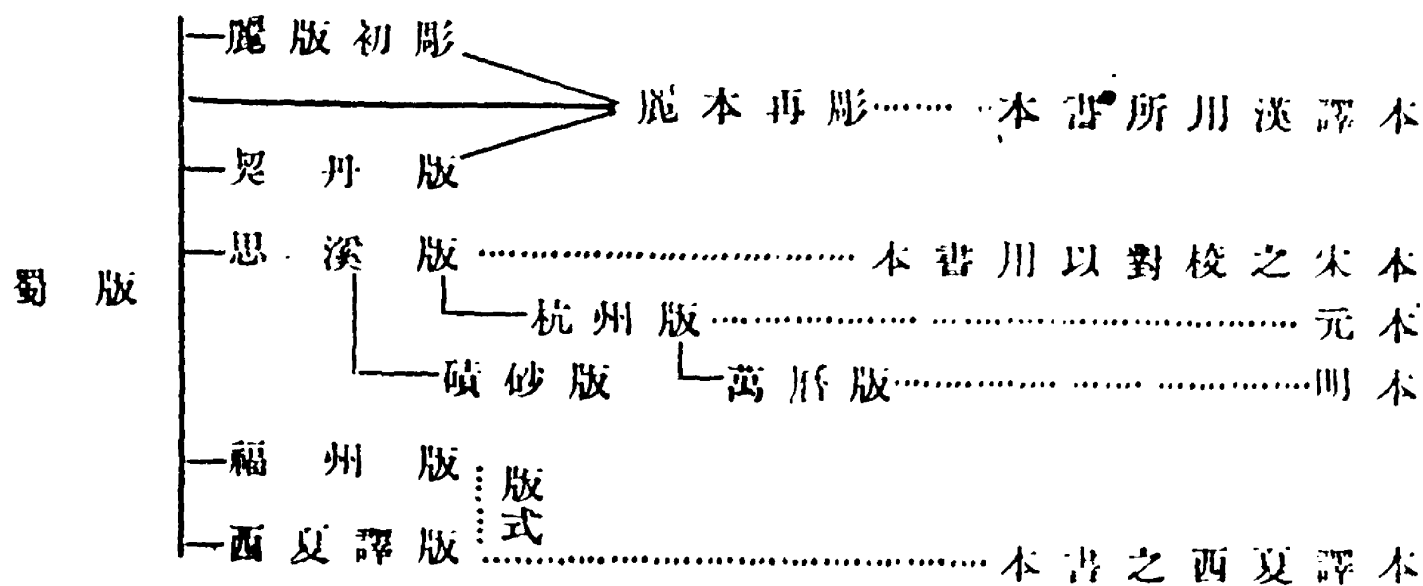 麗版初彫
麗本再彫……本書所用漢譯本
契丹版
思溪版……本書用以對校之宋本
蜀版
杭州版……元本
磧砂版 萬曆版……明本
福州版
版式
西夏譯版……本書之西夏譯本